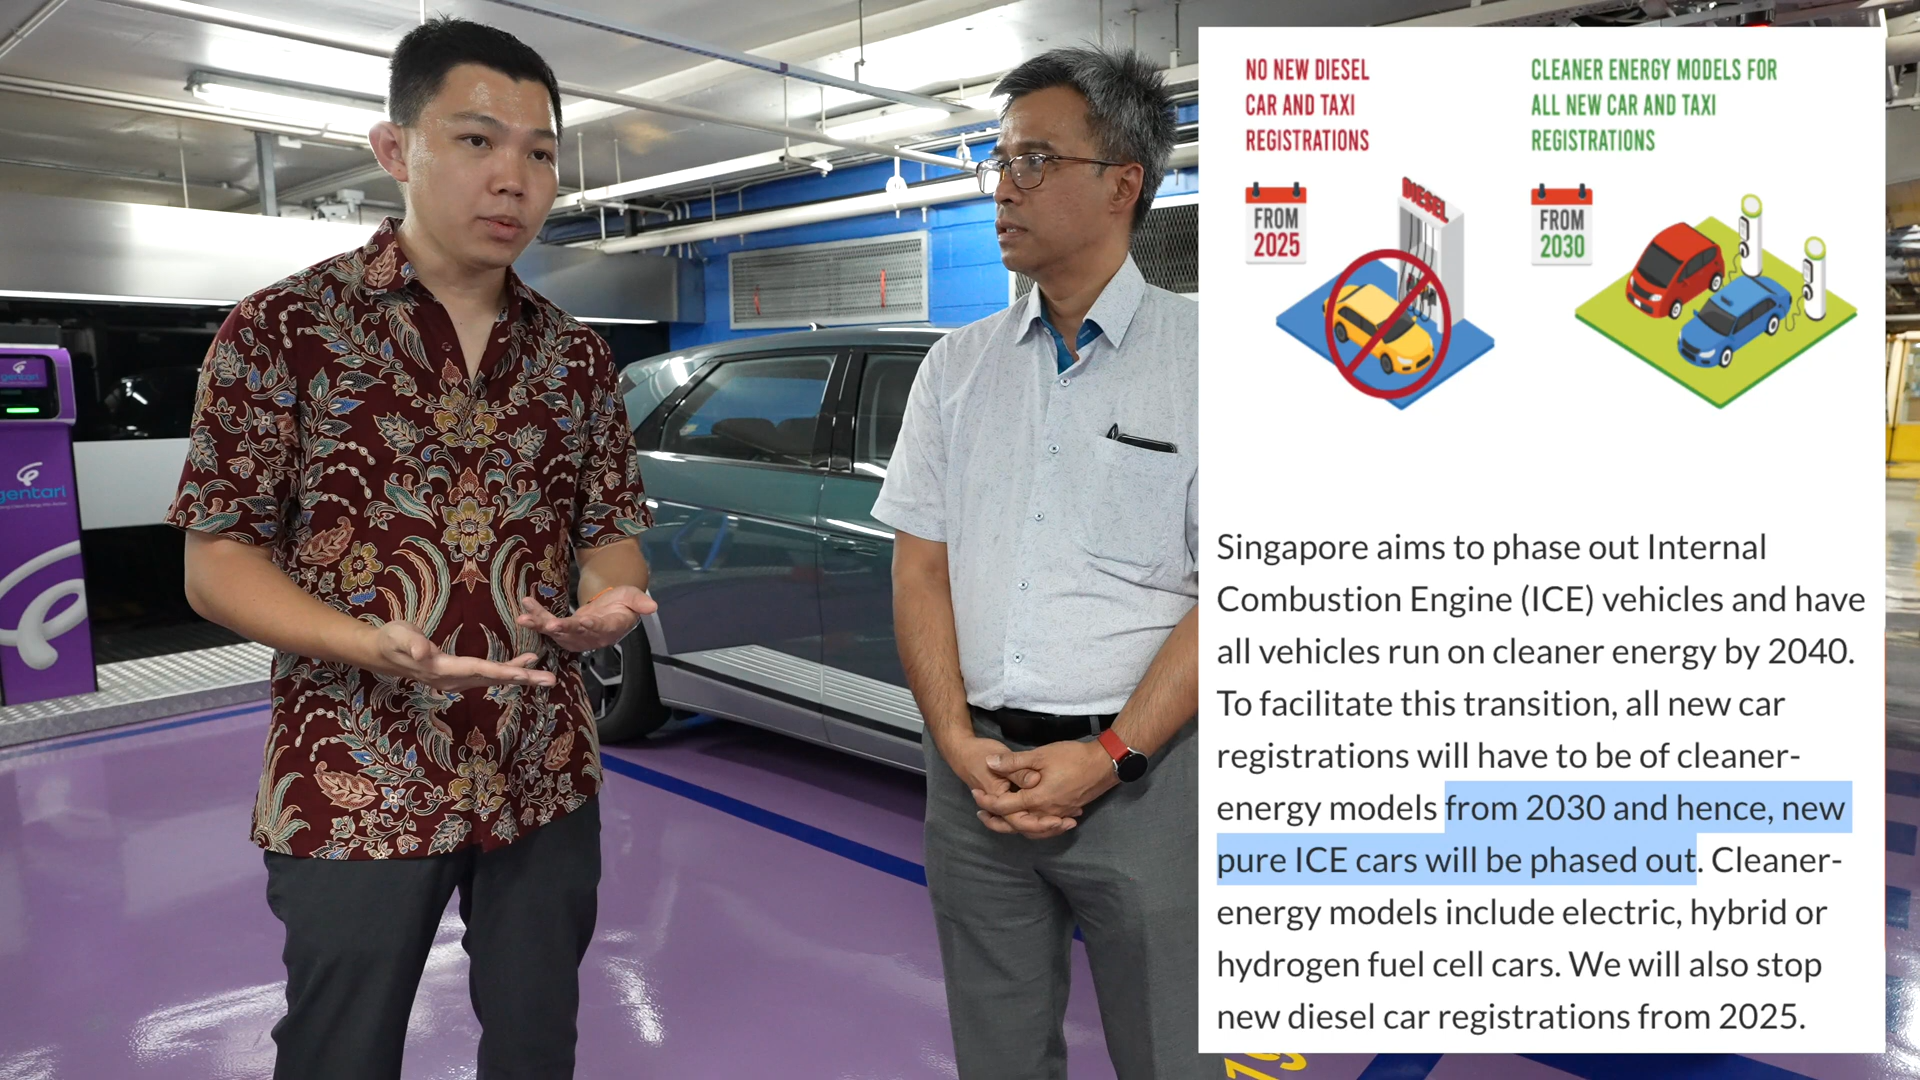 gentari
gentari
NO NEW DIESEL
CAR AND TAXI
REGISTRATIONS
FROM
2025
DIESEL
CLEANER ENERGY MODELS FOR
ALL NEW CAR AND TAXI
REGISTRATIONS
FROM
2030
Singapore aims to phase out Internal
Combustion Engine (ICE) vehicles and have
all vehicles run on cleaner energy by 2040.
To facilitate this transition, all new car
registrations will have to be of cleaner-
energy models from 2030 and hence, new
pure ICE cars will be phased out. Cleaner-
energy models include electric, hybrid or
hydrogen fuel cell cars. We will also stop
new diesel car registrations from 2025.